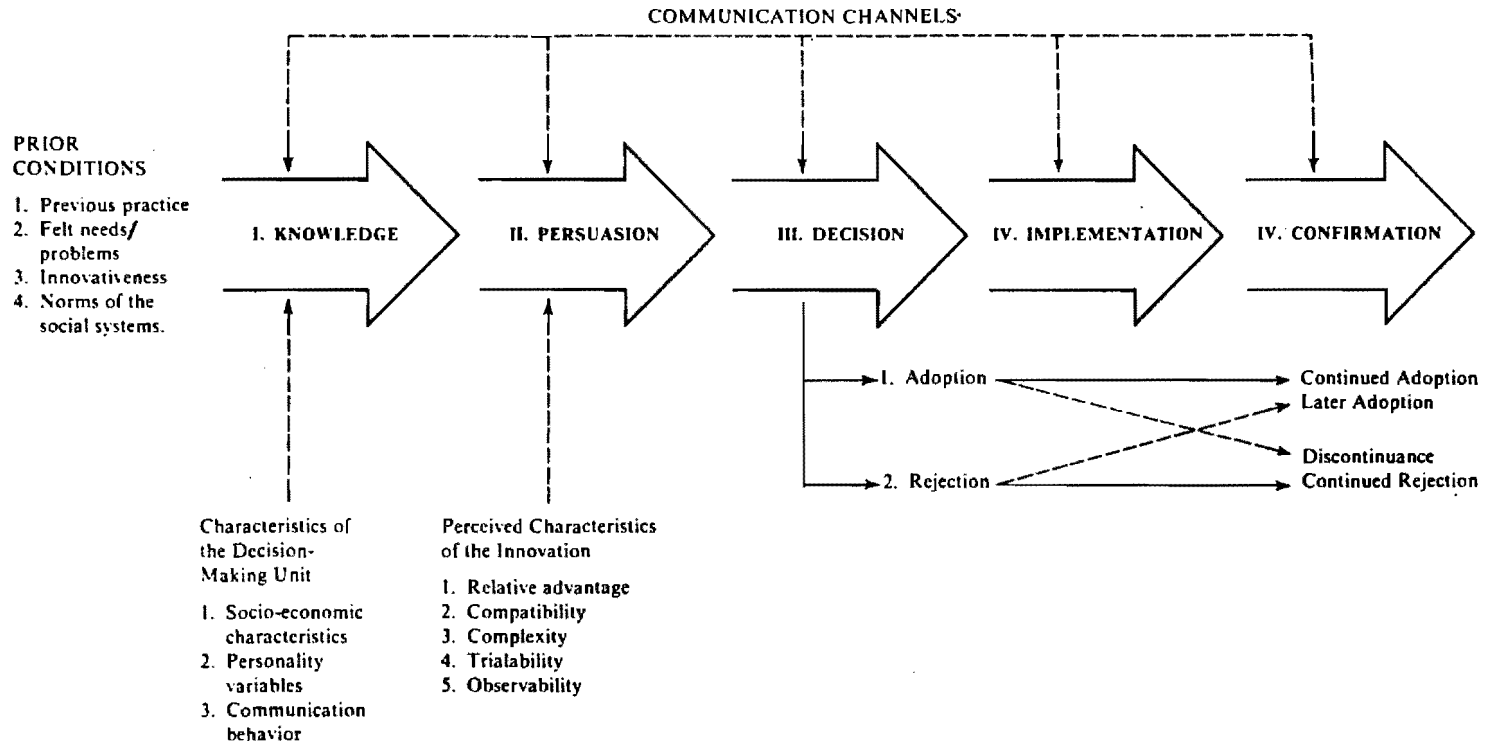 COMMUNICATION CHANNELS
PRIOR
CONDITIONS
1. Previous practice
2. Felt needs/
problems
3. Innovativeness
4. Norms of the
social systems.
I. KNOWLEDGE
II. PERSUASION
III. DECISION
IV. IMPLEMENTATION
IV. CONFIRMATION
1. Adoption
2. Rejection
Continued Adoption
Later Adoption
Discontinuance
Continued Rejection
Characteristics of
the Decision-
Making Unit
1. Socio-economic
characteristics
2. Personality
variables
3. Communication
behavior
Perceived Characteristics
of the Innovation
1. Relative advantage
2. Compatibility
3. Complexity
4. Trialability
5. Observability